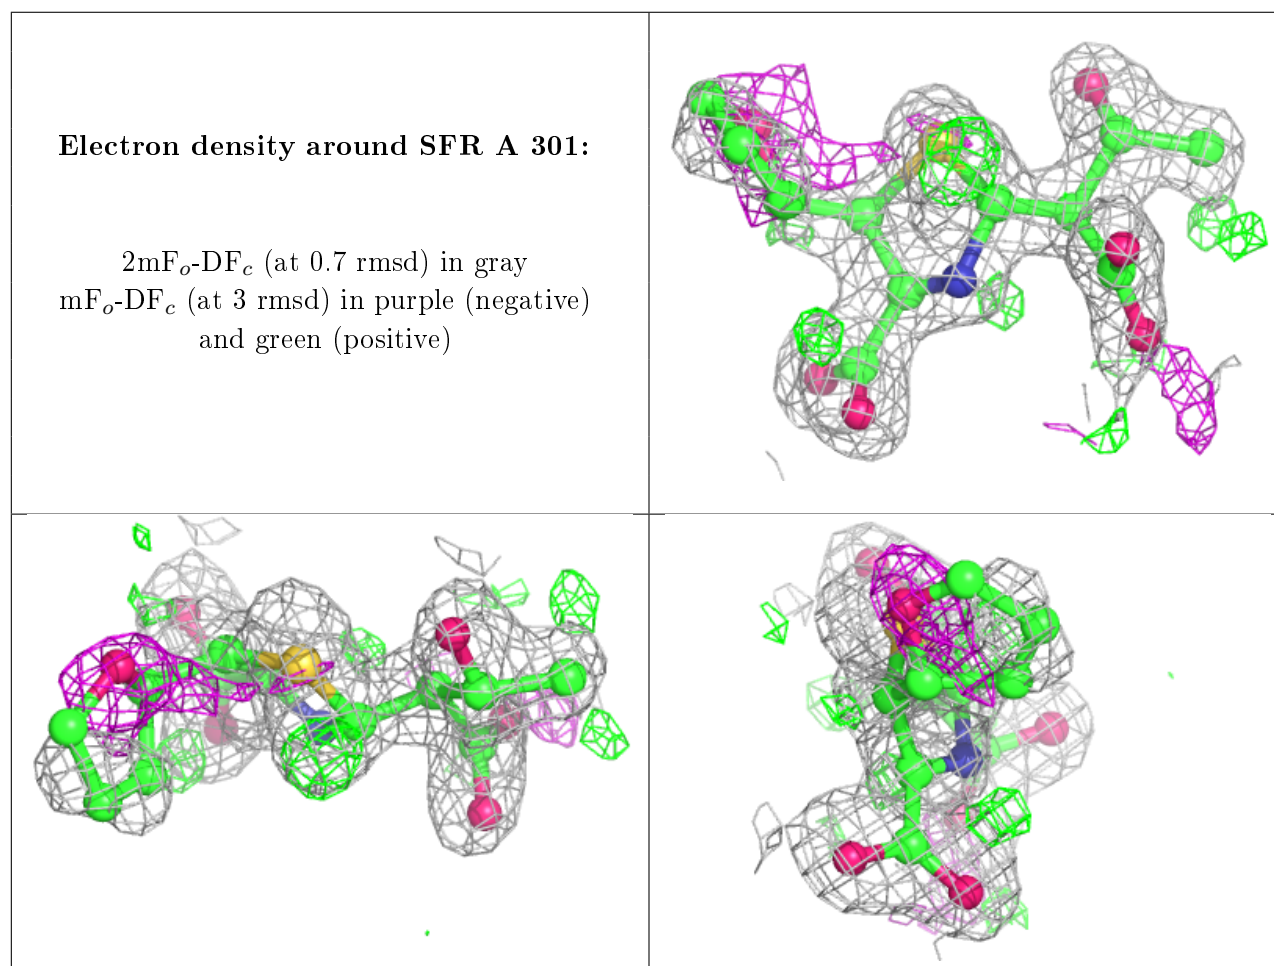 Electron density around SFR A 301:
2mFo-DFc (at 0.7 rmsd) in gray
mFo-DFc (at 3 rmsd) in purple (negative)
and green (positive)